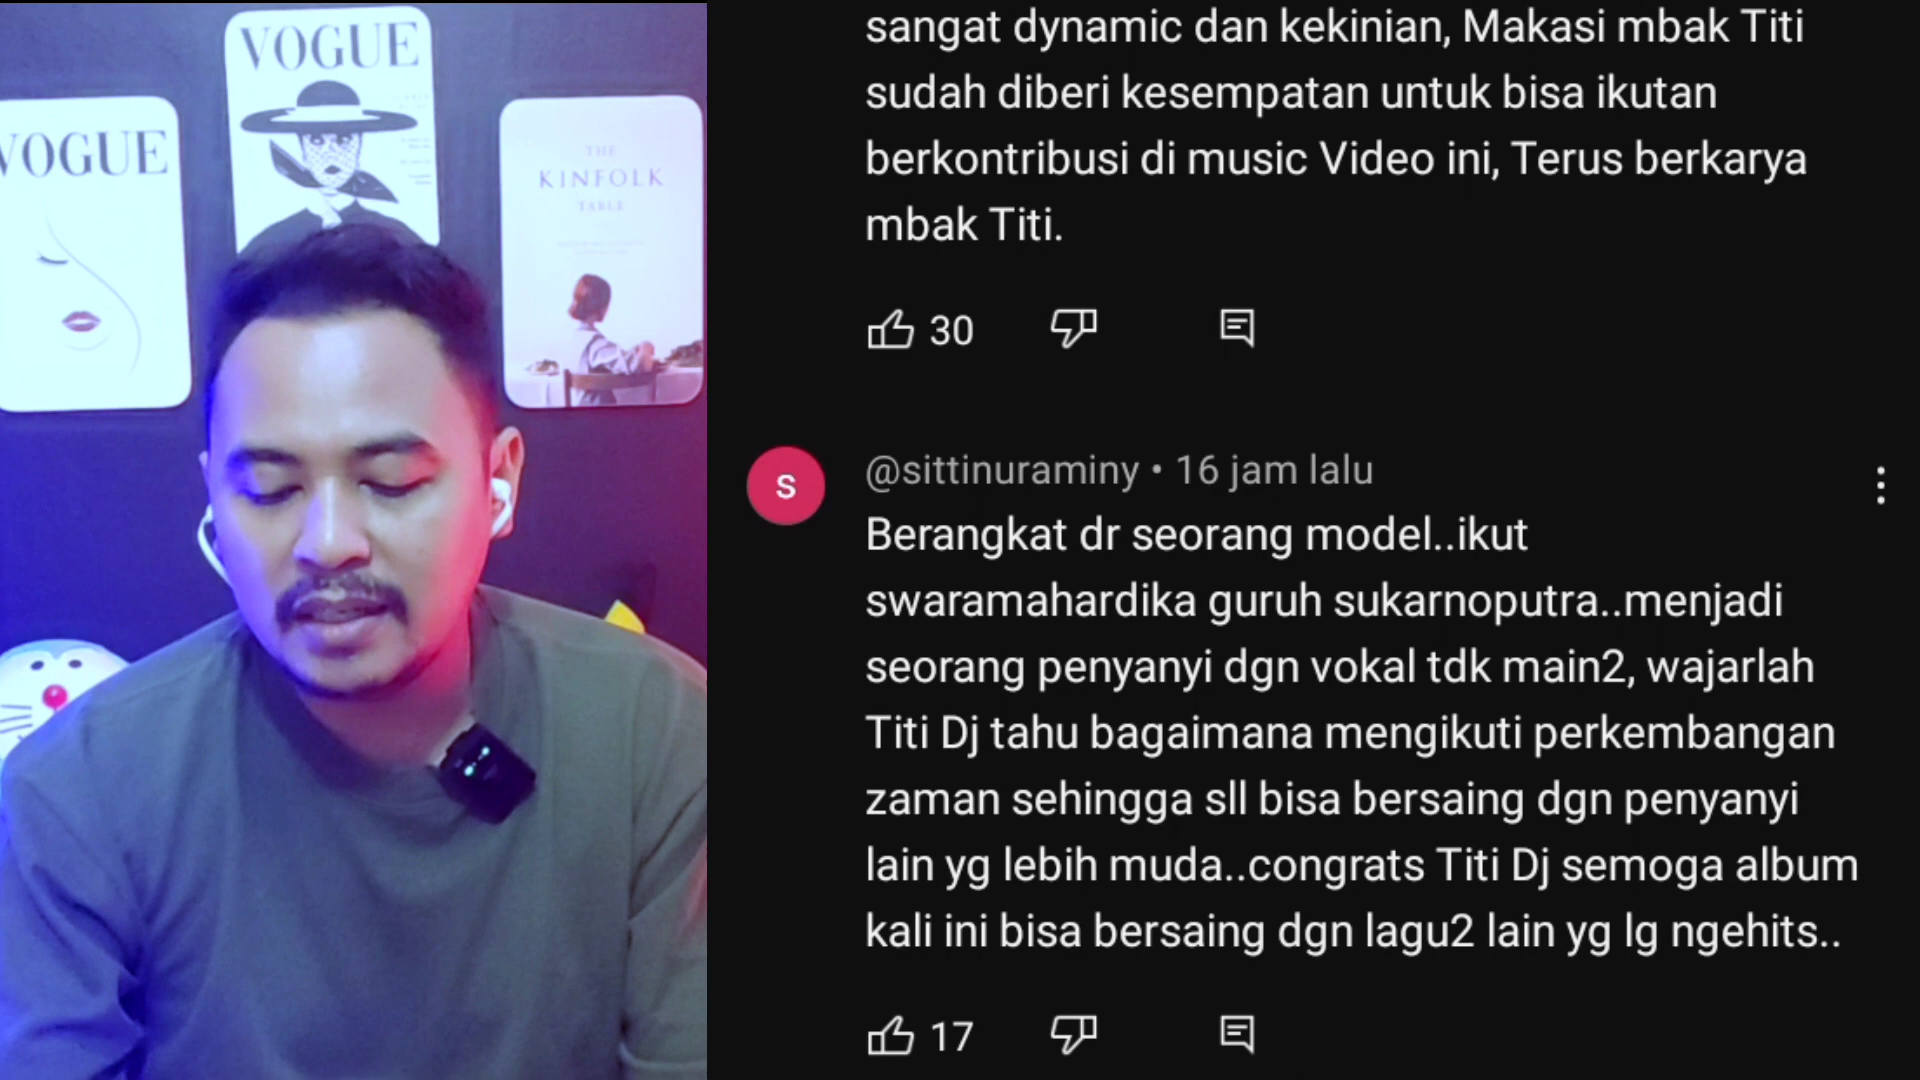 VOGUE
VOGUE
THE
KINFOLK
TABLE
sangat dynamic dan kekinian, Makasi mbak Titi
sudah diberi kesempatan untuk bisa ikutan
berkontribusi di music Video ini, Terus berkarya
mbak Titi.
30
S
@sittinuraminy • 16 jam lalu
Berangkat dr seorang model..ikut
swaramahardika guruh sukarnoputra..menjadi
seorang penyanyi dgn vokal tdk main2, wajarlah
Titi Dj tahu bagaimana mengikuti perkembangan
zaman sehingga sll bisa bersaing dgn penyanyi
lain yg lebih muda..congrats Titi Dj semoga album
kali ini bisa bersaing dgn lagu2 lain yg lg ngehits..
17